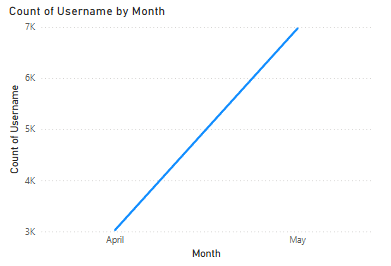 Count of Username by Month
7K
6K
5K
4K
3K
Count of Username
April
May
Month